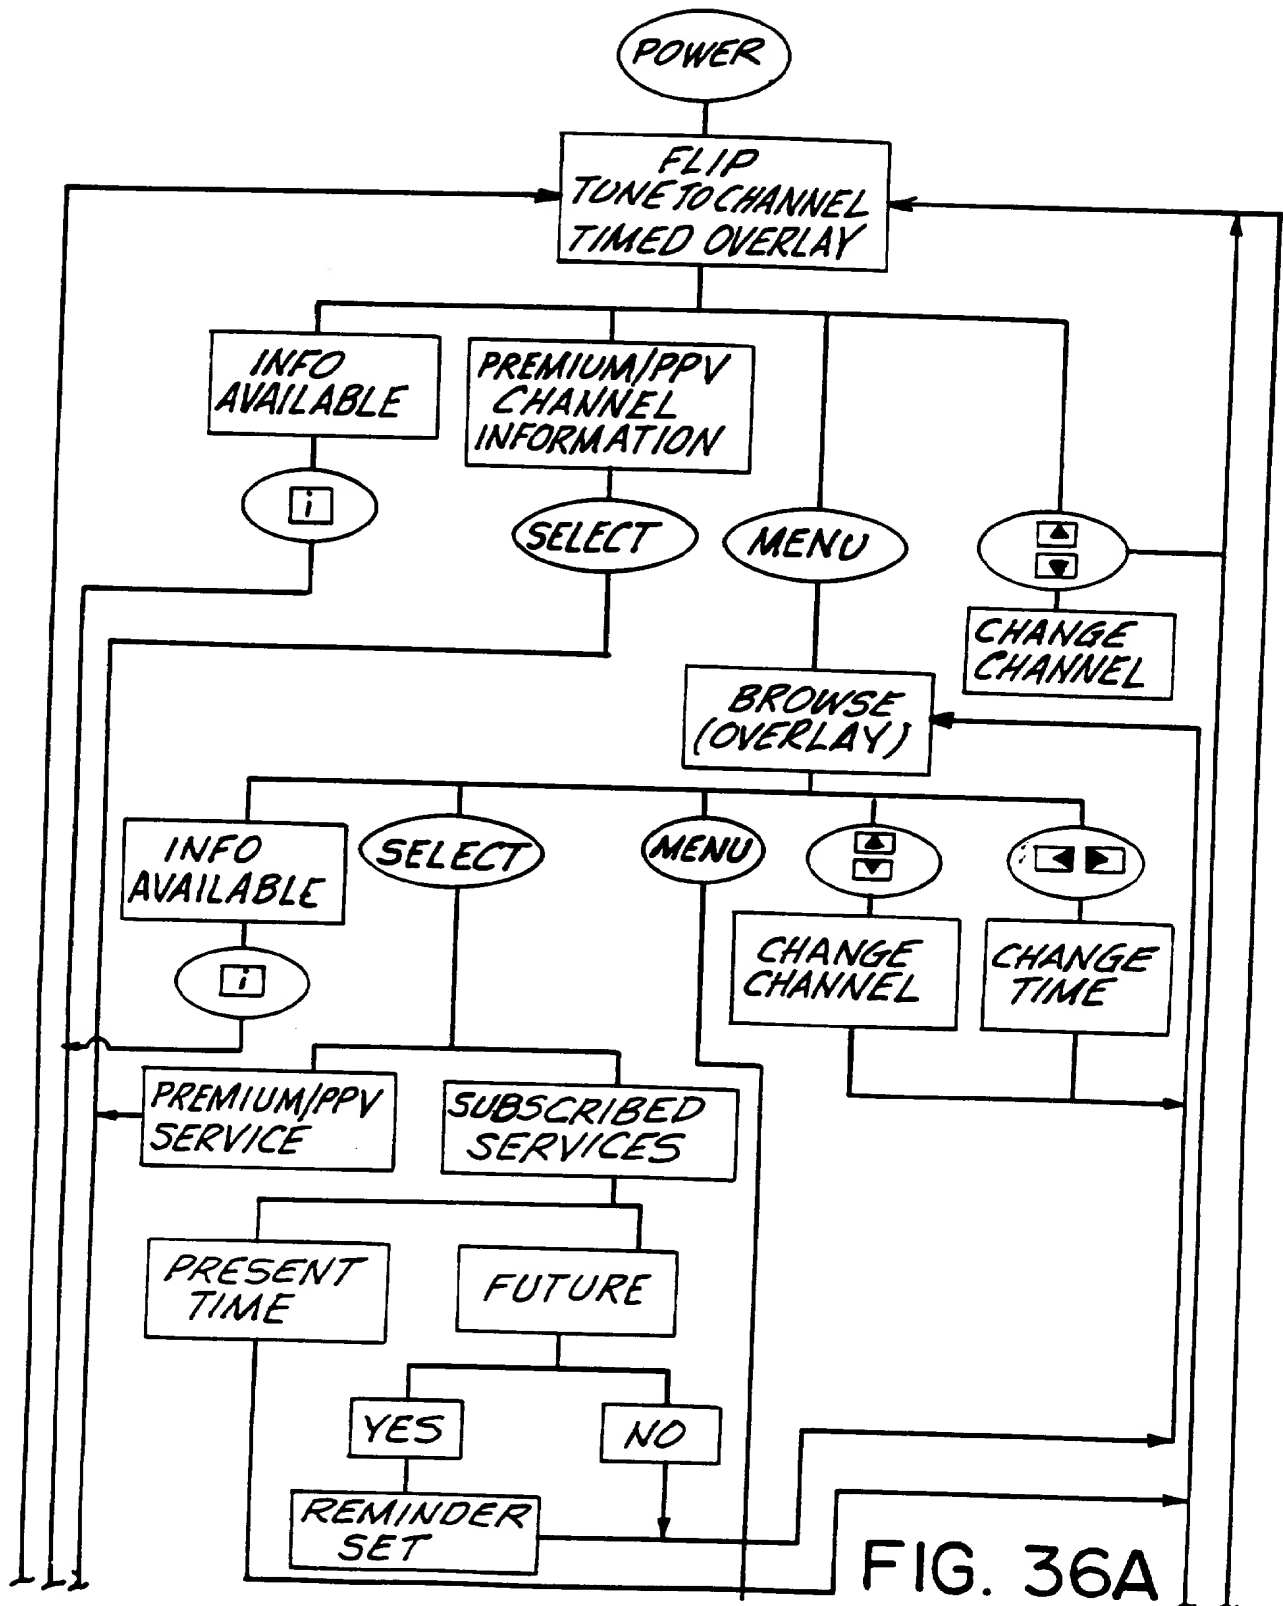 POWER
FLIP
TUNE TO CHANNEL
TIMED OVERLAY
INFO
AVAILABLE
PREMIUM/PPV
CHANNEL
INFORMATION
i
SELECT
MENU
CHANGE
CHANNEL
BROWSE
(OVERLAY)
INFO
AVAILABLE
SELECT
MENU
CHANGE
CHANNEL
CHANGE
TIME
i
PREMIUM/PPV
SERVICE
SUBSCRIBED
SERVICES
PRESENT
TIME
FUTURE
YES
NO
REMINDER
SET
FIG. 36A